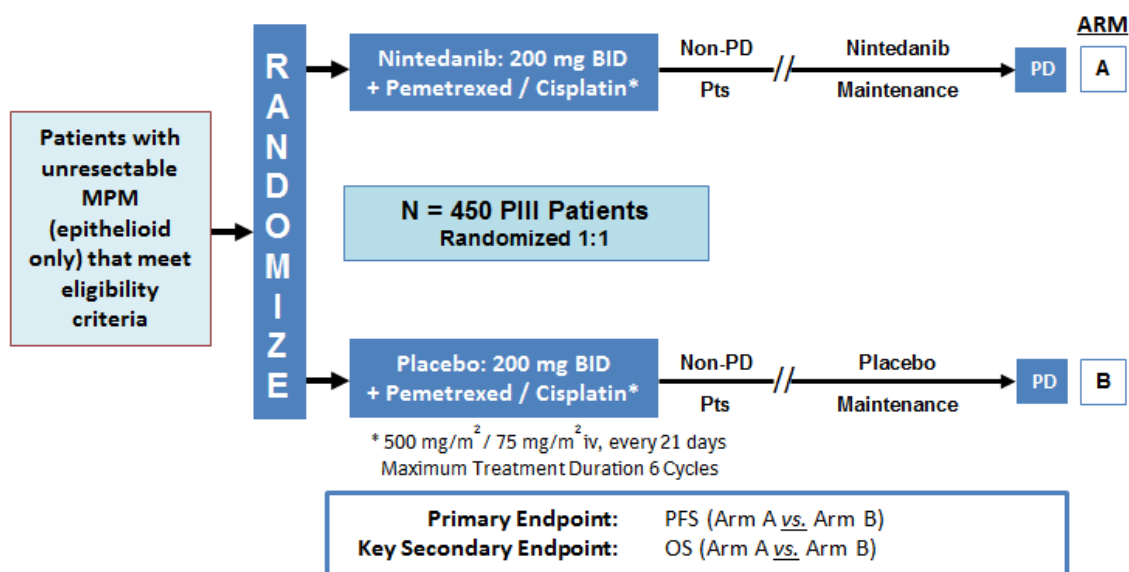 ARM
RANDOMIZE
Nintedanib: 200 mg BID
+ Pemetrexed / Cisplatin*
Non-PD
Pts
//
Nintedanib
Maintenance
PD
A
Patients with
unresectable
MPM
(epithelioid
only) that meet
eligibility
criteria
N = 450 PIII Patients
Randomized 1:1
Placebo: 200 mg BID
+ Pemetrexed / Cisplatin*
Non-PD
Pts
//
Placebo
Maintenance
PD
B
* 500 mg/m² / 75 mg/m² iv, every 21 days
Maximum Treatment Duration 6 Cycles
Primary Endpoint: PFS (Arm A vs. Arm B)
Key Secondary Endpoint: OS (Arm A vs. Arm B)